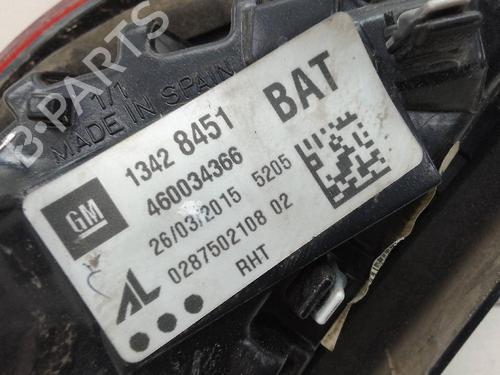 B-PARTS
1/1
MADE IN SPAIN
GM
1342 8451
BAT
460034366
26/03/2015 5205
0287502108 02
AL
RHT